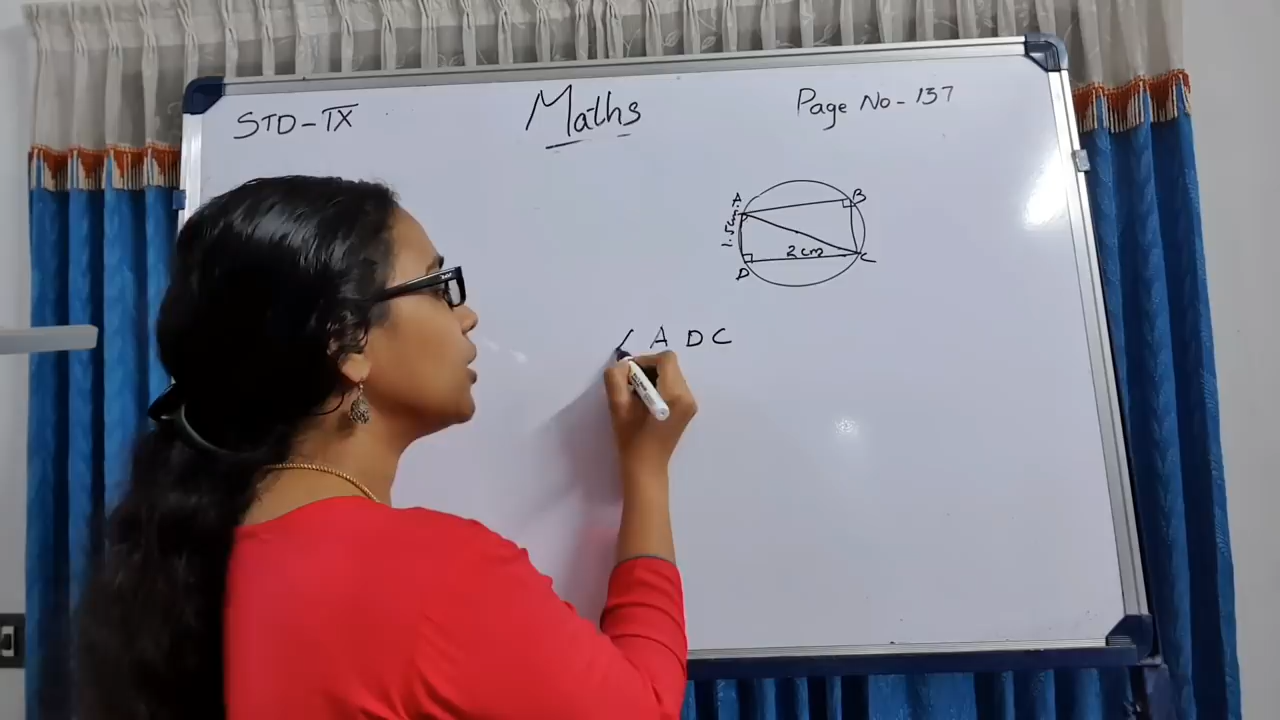 STD-IX
Maths
Page No-137
A
B
1.5cm
2cm
C
D
∠ADC